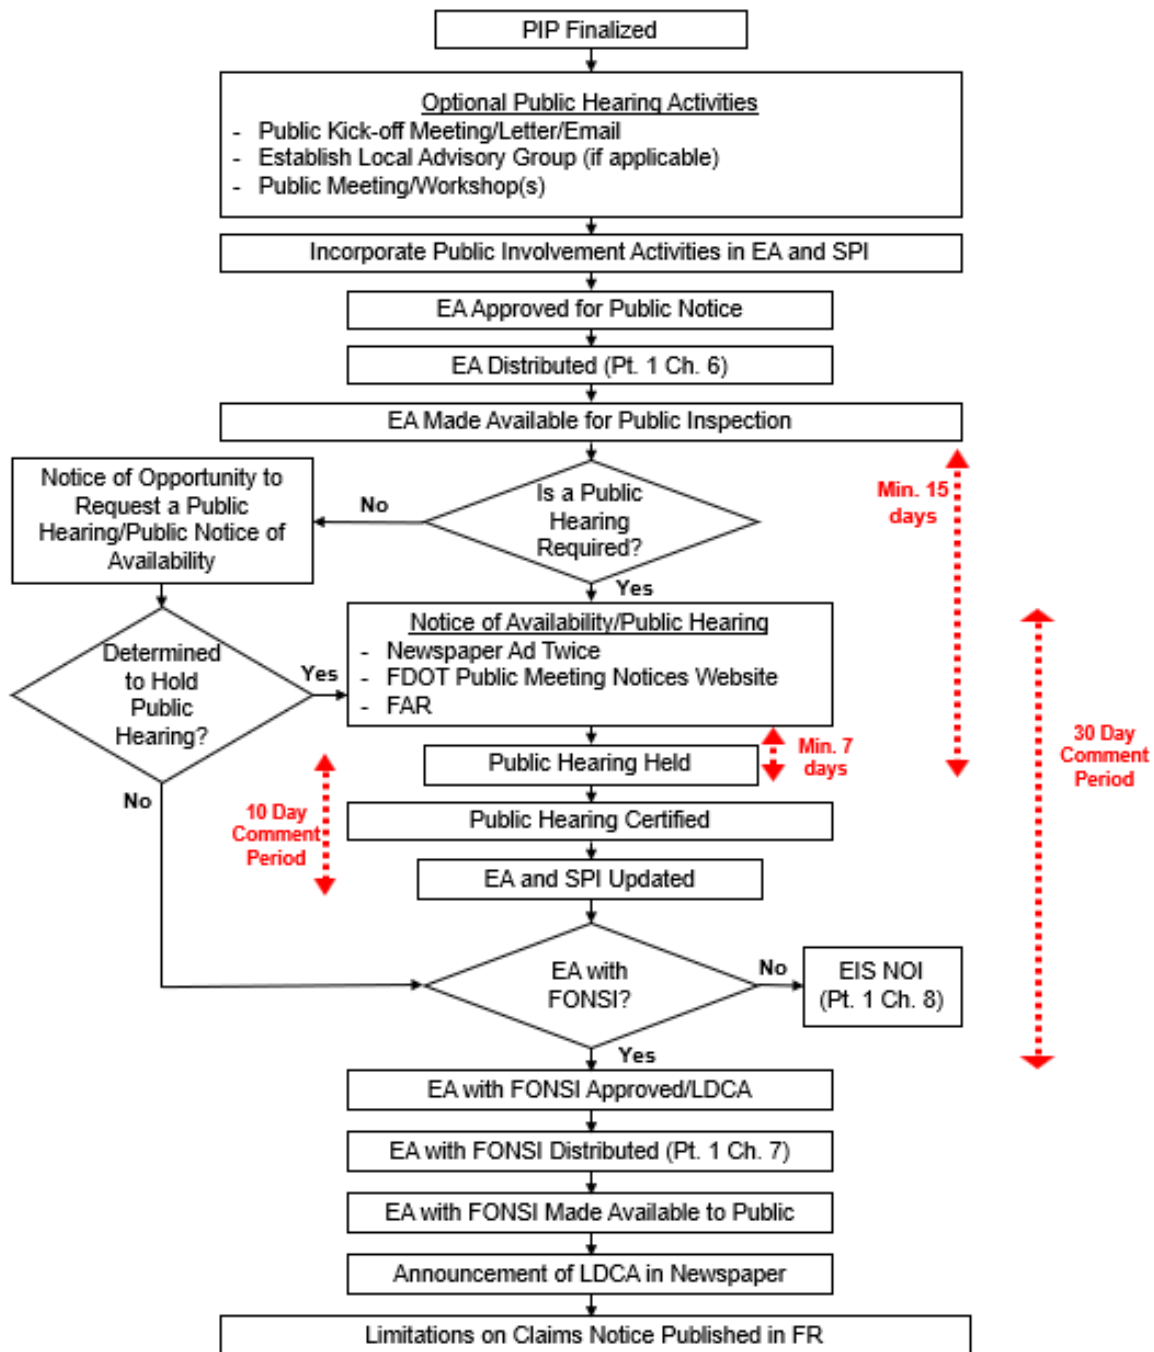 PIP Finalized
Optional Public Hearing Activities
- Public Kick-off Meeting/Letter/Email
- Establish Local Advisory Group (if applicable)
- Public Meeting/Workshop(s)
Incorporate Public Involvement Activities in EA and SPI
EA Approved for Public Notice
EA Distributed (Pt. 1 Ch. 6)
EA Made Available for Public Inspection
Is a Public
Hearing
Required?
No
Notice of Opportunity to
Request a Public
Hearing/Public Notice of
Availability
Min. 15
days
Yes
Notice of Availability/Public Hearing
- Newspaper Ad Twice
- FDOT Public Meeting Notices Website
- FAR
Determined
to Hold
Public
Hearing?
Yes
No
Min. 7
days
30 Day
Comment
Period
Public Hearing Held
10 Day
Comment
Period
Public Hearing Certified
EA and SPI Updated
EA with
FONSI?
No
EIS NOI
(Pt. 1 Ch. 8)
Yes
EA with FONSI Approved/LDCA
EA with FONSI Distributed (Pt. 1 Ch. 7)
EA with FONSI Made Available to Public
Announcement of LDCA in Newspaper
Limitations on Claims Notice Published in FR